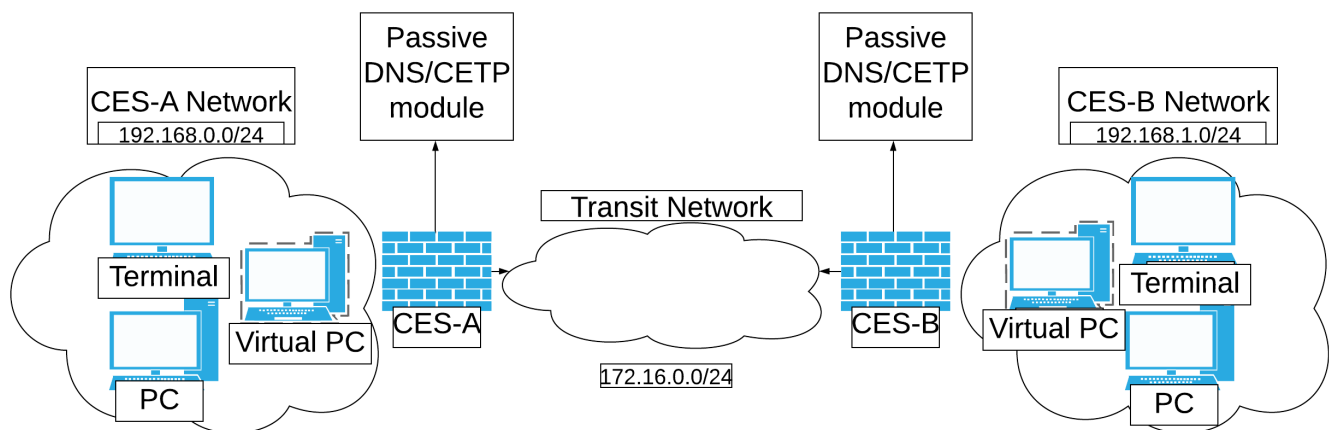 Passive
DNS/CETP
module
Passive
DNS/CETP
module
CES-A Network
192.168.0.0/24
CES-B Network
192.168.1.0/24
Transit Network
Terminal
Virtual PC
PC
CES-A
172.16.0.0/24
CES-B
Terminal
Virtual PC
PC